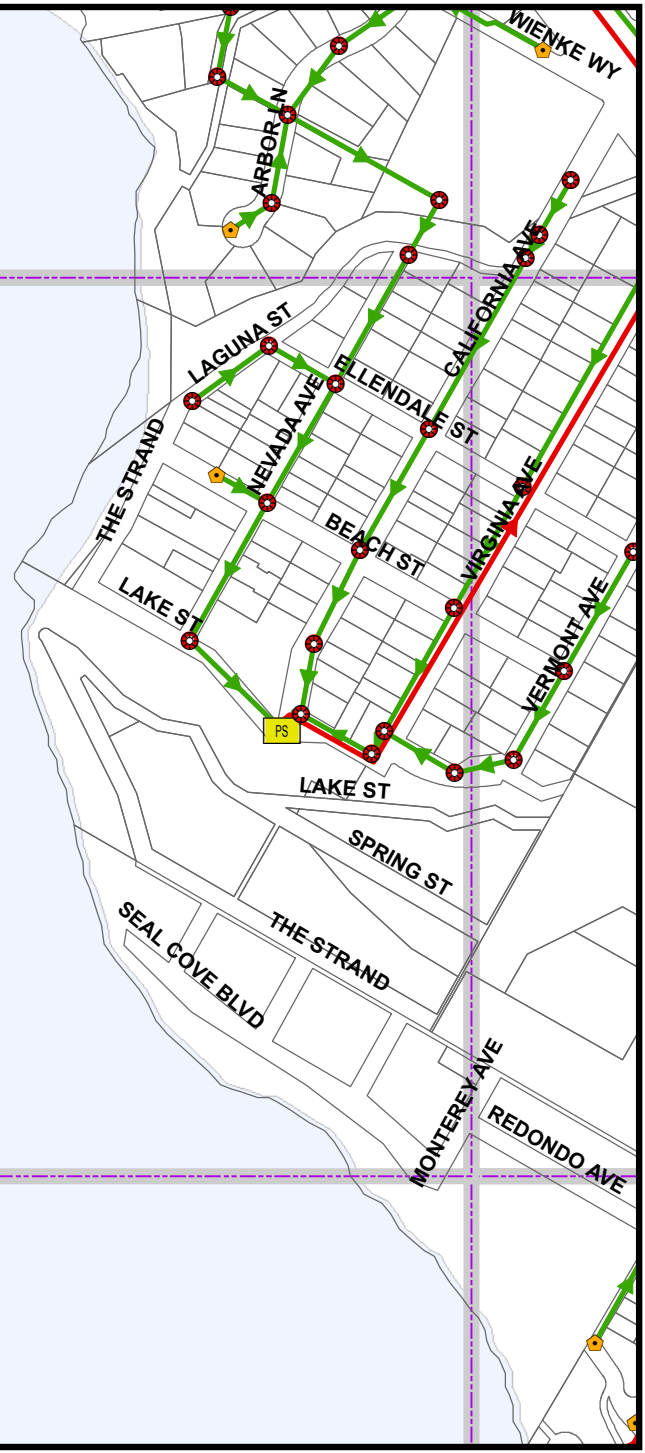 WIENKE WY
ARBOR LN
CALIFORNIA AVE
LAGUNA ST
ELLENDALE ST
NEVADA AVE
THE STRAND
VIRGINIA AVE
BEACH ST
LAKE ST
VERMONT AVE
PS
LAKE ST
SPRING ST
THE STRAND
SEAL COVE BLVD
MONTEREY AVE
REDONDO AVE